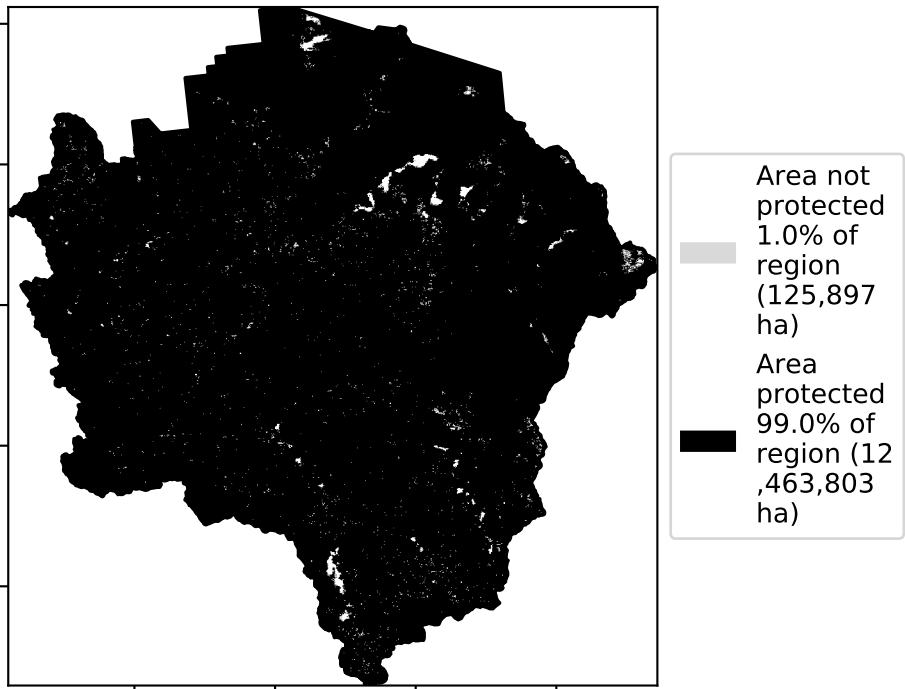 Area not
protected
1.0% of
region
(125,897
ha)
Area
protected
99.0% of
region (12
,463,803
ha)